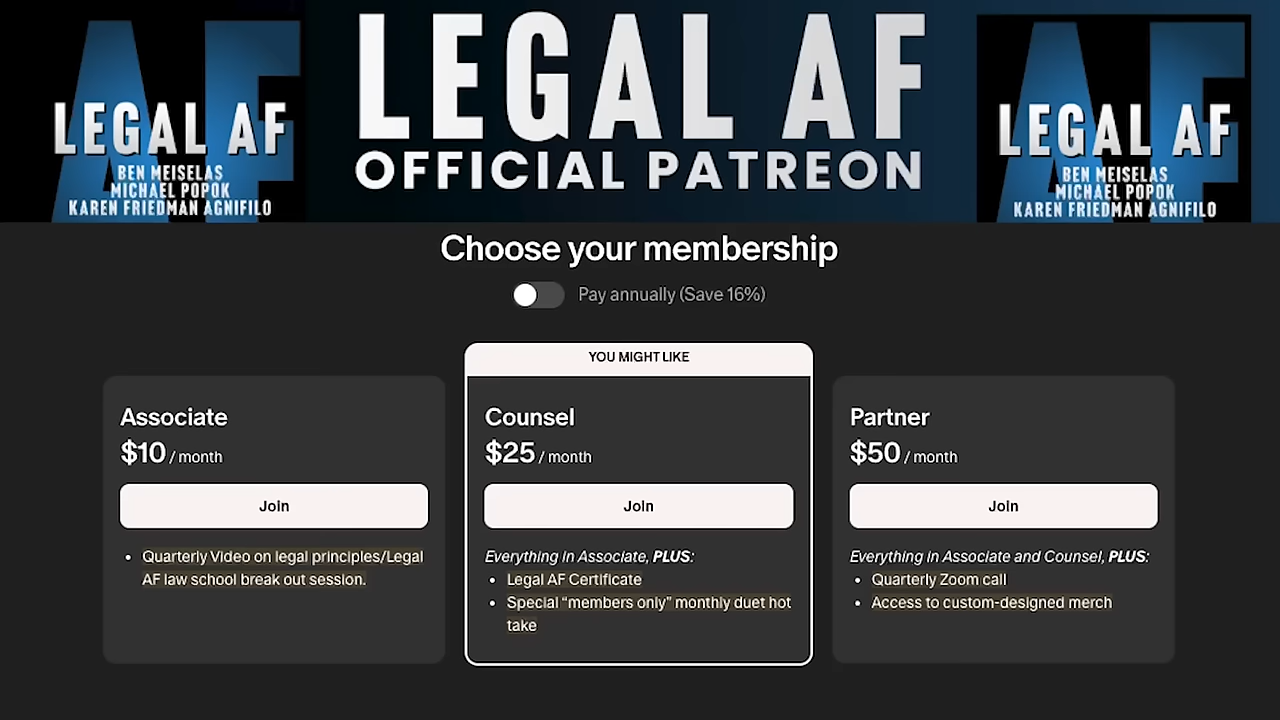 LEGAL AF
BEN MEISELAS
MICHAEL POPOK
KAREN FRIEDMAN AGNIFILO
LEGAL AF
OFFICIAL PATREON
LEGAL AF
BEN MEISELAS
MICHAEL POPOK
KAREN FRIEDMAN AGNIFILO
Choose your membership
Pay annually (Save 16%)
Associate
$10 / month
Join
• Quarterly Video on legal principles/Legal
AF law school break out session.
YOU MIGHT LIKE
Counsel
$25 / month
Join
Everything in Associate, PLUS:
• Legal AF Certificate
• Special “members only” monthly duet hot
take
Partner
$50 / month
Join
Everything in Associate and Counsel, PLUS:
• Quarterly Zoom call
• Access to custom-designed merch